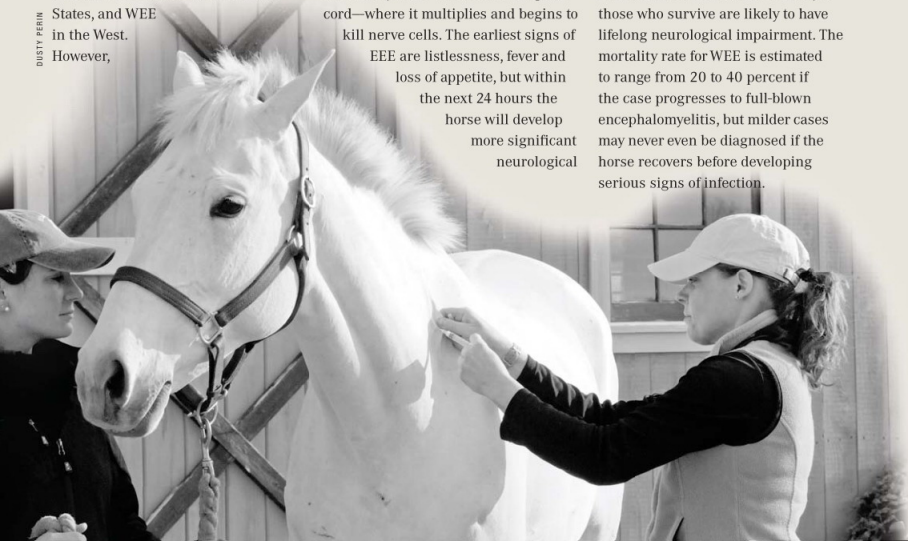 DUSTY PERIN
States, and WEE
in the West.
However,
cord—where it multiplies and begins to
kill nerve cells. The earliest signs of
EEE are listlessness, fever and
loss of appetite, but within
the next 24 hours the
horse will develop
more significant
neurological
those who survive are likely to have
lifelong neurological impairment. The
mortality rate for WEE is estimated
to range from 20 to 40 percent if
the case progresses to full-blown
encephalomyelitis, but milder cases
may never even be diagnosed if the
horse recovers before developing
serious signs of infection.